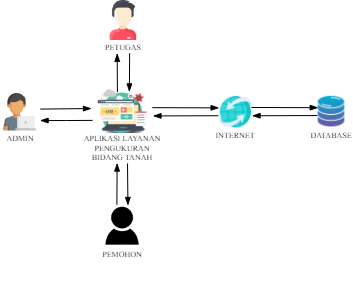 PETUGAS
ADMIN
APLIKASI LAYANAN
PENGUKURAN
BIDANG TANAH
INTERNET
DATABASE
PEMOHON